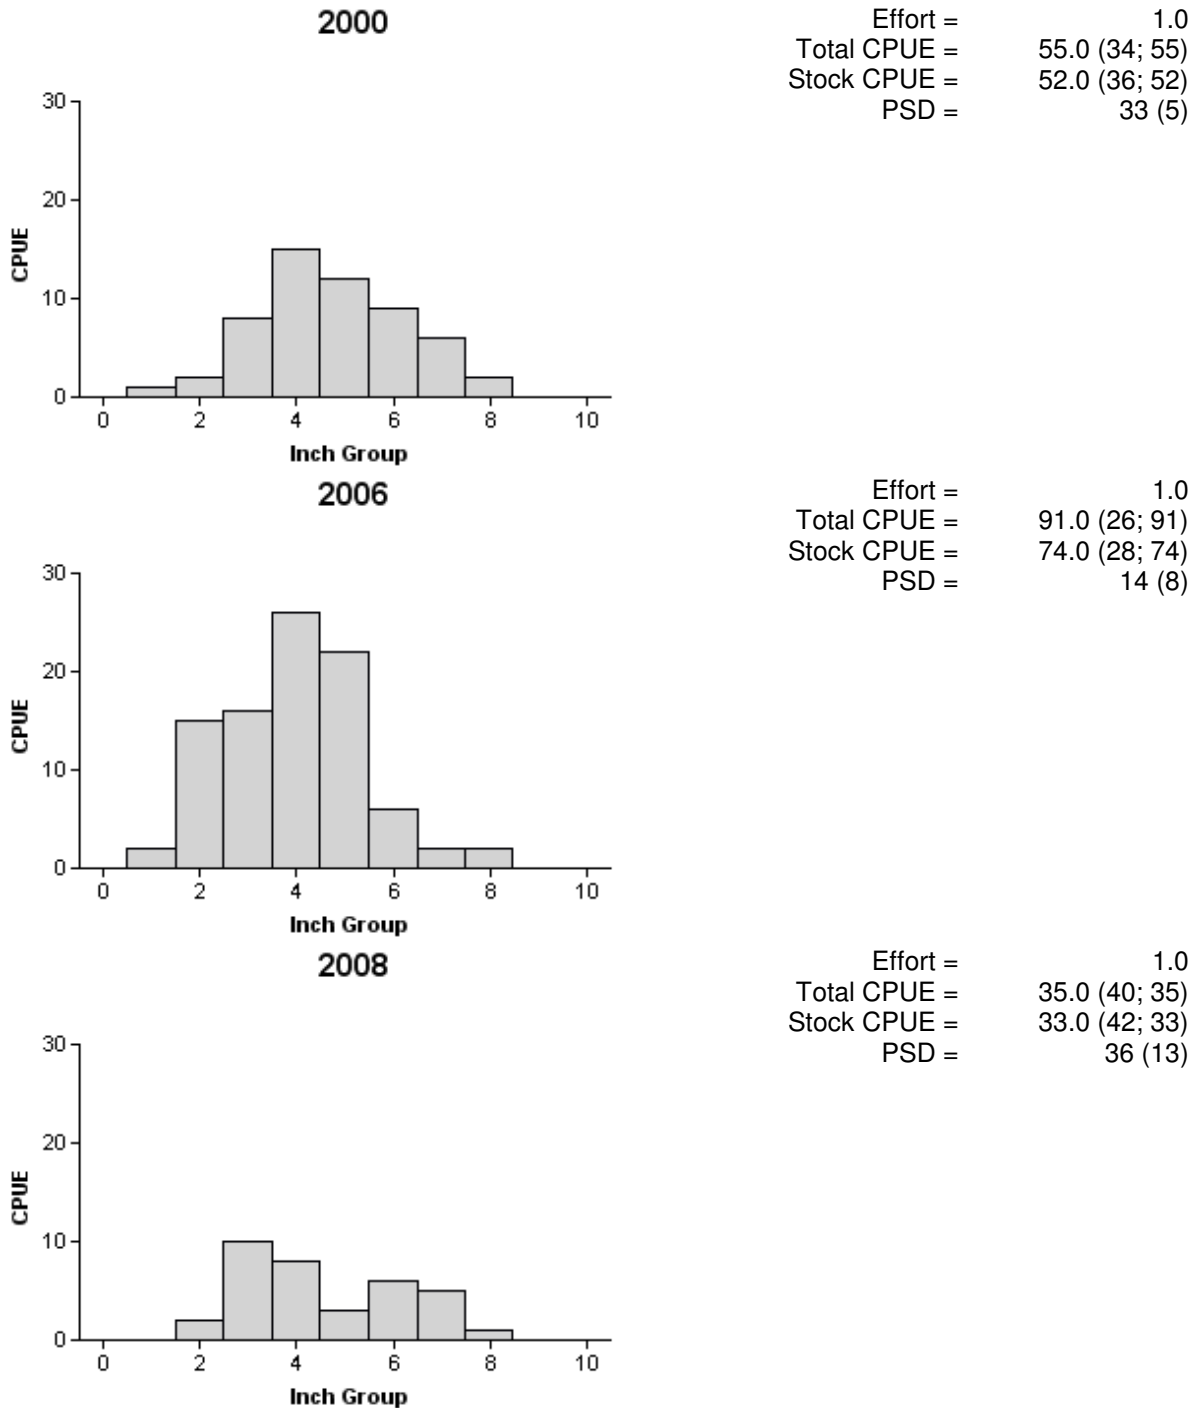 2000
Effort = 1.0
Total CPUE = 55.0 (34; 55)
Stock CPUE = 52.0 (36; 52)
PSD = 33 (5)
30
20
10
0
CPUE
0 2 4 6 8 10
Inch Group
2006
Effort = 1.0
Total CPUE = 91.0 (26; 91)
Stock CPUE = 74.0 (28; 74)
PSD = 14 (8)
30
20
10
0
CPUE
0 2 4 6 8 10
Inch Group
2008
Effort = 1.0
Total CPUE = 35.0 (40; 35)
Stock CPUE = 33.0 (42; 33)
PSD = 36 (13)
30
20
10
0
CPUE
0 2 4 6 8 10
Inch Group